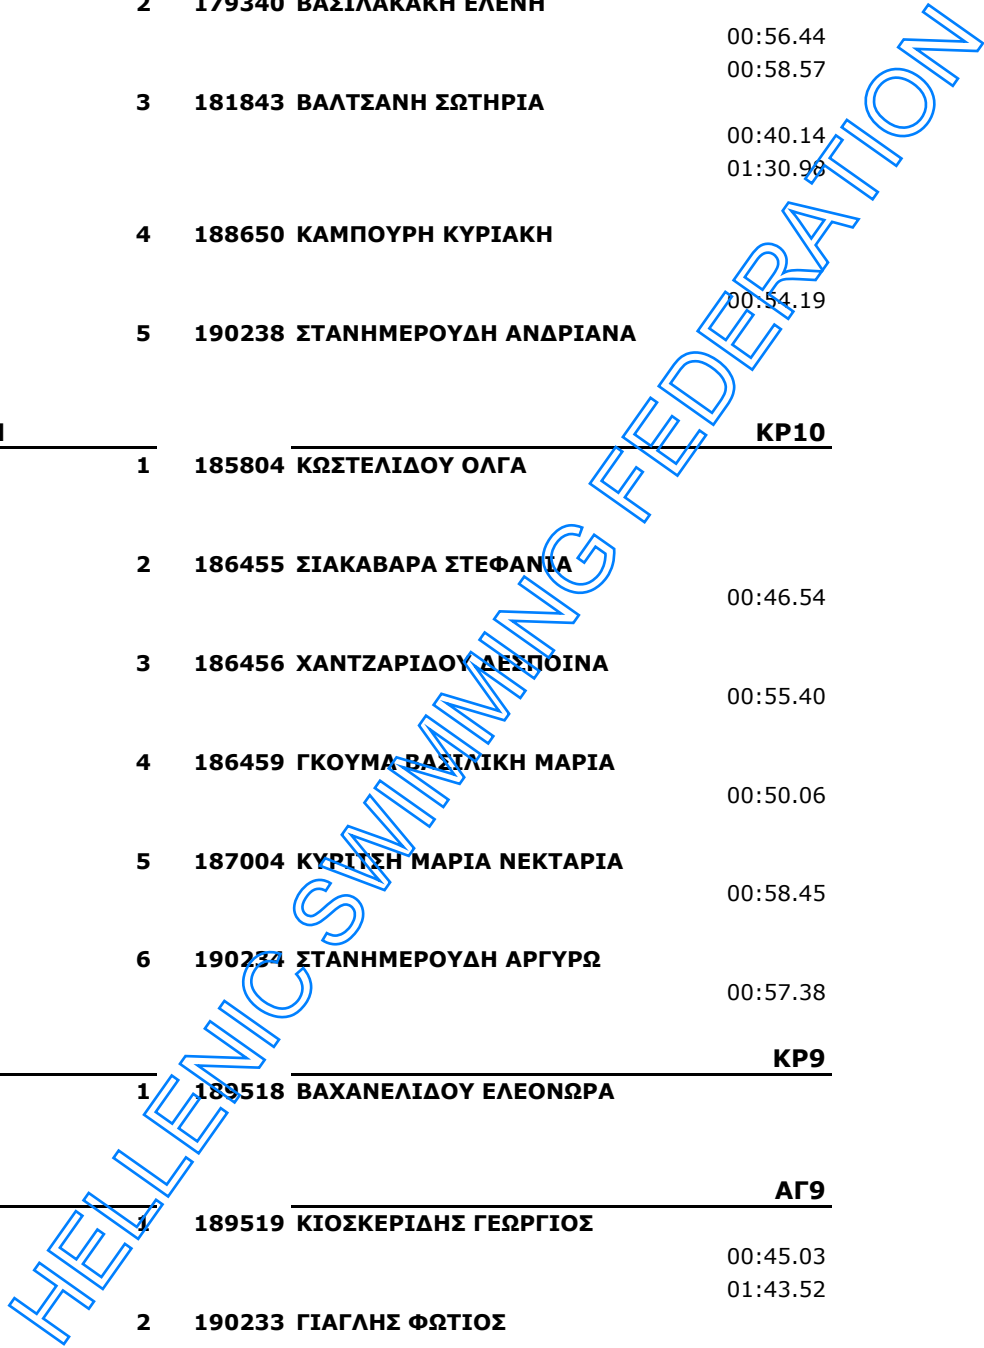 2 179340 ΒΑΣΙΛΑΚΑΚΗ ΕΛΕΝΗ
00:56.44
00:58.57
3 181843 ΒΑΛΤΣΑΝΗ ΣΩΤΗΡΙΑ
00:40.14
01:30.98
4 188650 ΚΑΜΠΟΥΡΗ ΚΥΡΙΑΚΗ
00:54.19
5 190238 ΣΤΑΝΗΜΕΡΟΥΔΗ ΑΝΔΡΙΑΝΑ
ΚΡ10
1 185804 ΚΩΣΤΕΛΙΔΟΥ ΟΛΓΑ
2 186455 ΣΙΑΚΑΒΑΡΑ ΣΤΕΦΑΝΙΑ
00:46.54
3 186456 ΧΑΝΤΖΑΡΙΔΟΥ ΔΕΣΠΟΙΝΑ
00:55.40
4 186459 ΓΚΟΥΜΑ ΒΑΣΙΛΙΚΗ ΜΑΡΙΑ
00:50.06
5 187004 ΚΥΡΙΤΣΗ ΜΑΡΙΑ ΝΕΚΤΑΡΙΑ
00:58.45
6 190234 ΣΤΑΝΗΜΕΡΟΥΔΗ ΑΡΓΥΡΩ
00:57.38
ΚΡ9
1 189518 ΒΑΧΑΝΕΛΙΔΟΥ ΕΛΕΟΝΩΡΑ
ΑΓ9
1 189519 ΚΙΟΣΚΕΡΙΔΗΣ ΓΕΩΡΓΙΟΣ
00:45.03
01:43.52
2 190233 ΓΙΑΓΛΗΣ ΦΩΤΙΟΣ
HELLENIC SWIMMING FEDERATION